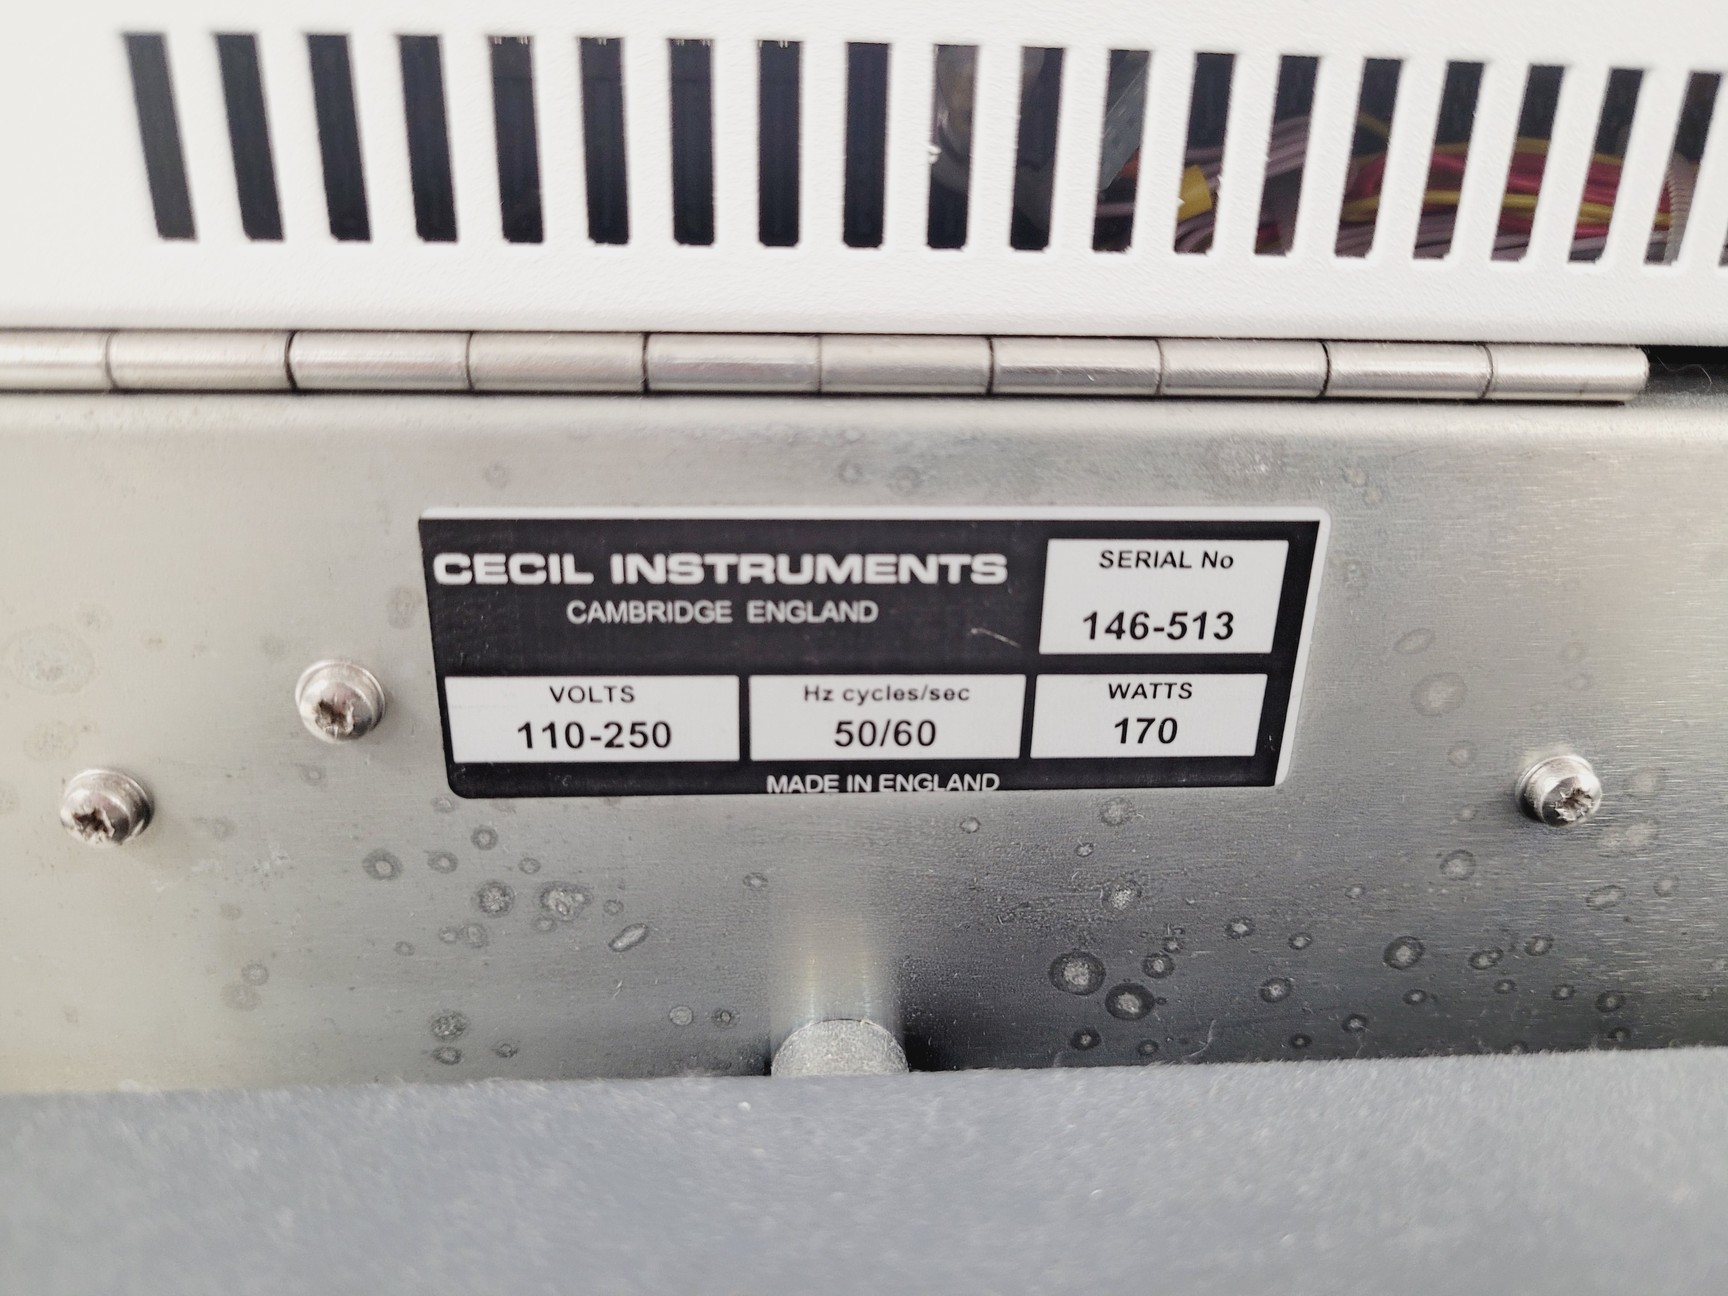 CECIL INSTRUMENTS
CAMBRIDGE ENGLAND
SERIAL No
146-513
VOLTS
110-250
Hz cycles/sec
50/60
WATTS
170
MADE IN ENGLAND